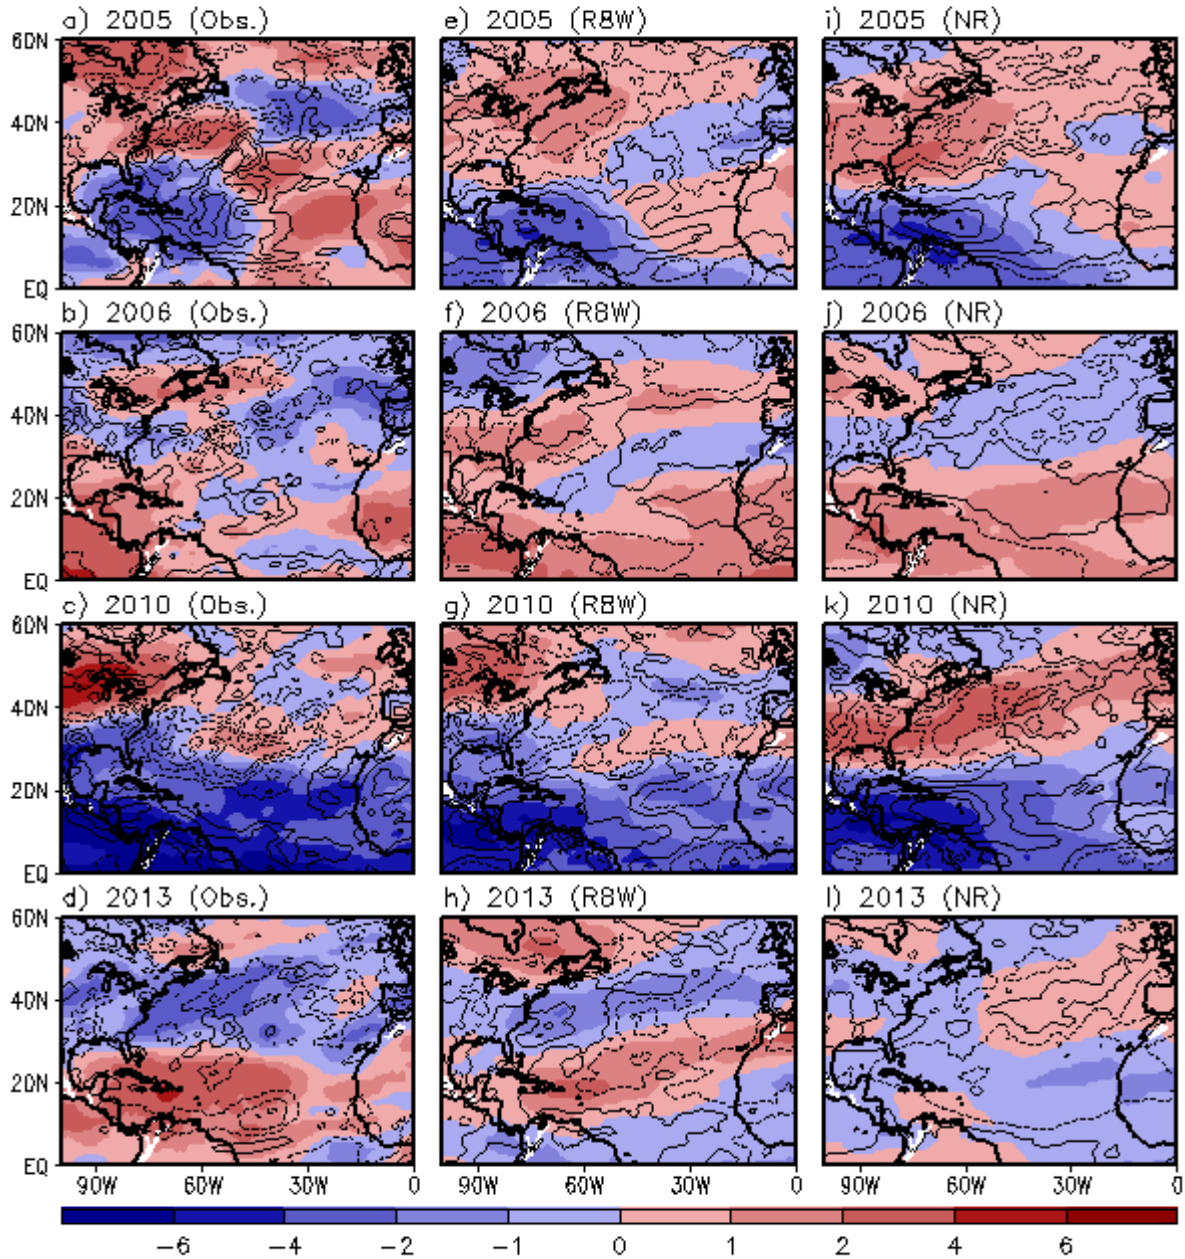 a) 2005 (Obs.) e) 2005 (R8W) i) 2005 (NR)
60N
40N
20N
EQ
b) 2006 (Obs.) f) 2006 (R8W) j) 2006 (NR)
60N
40N
20N
EQ
c) 2010 (Obs.) g) 2010 (R8W) k) 2010 (NR)
60N
40N
20N
EQ
d) 2013 (Obs.) h) 2013 (R8W) l) 2013 (NR)
60N
40N
20N
EQ
90W 60W 30W 0 90W 60W 30W 0 90W 60W 30W 0
-6 -4 -2 -1 0 1 2 4 6